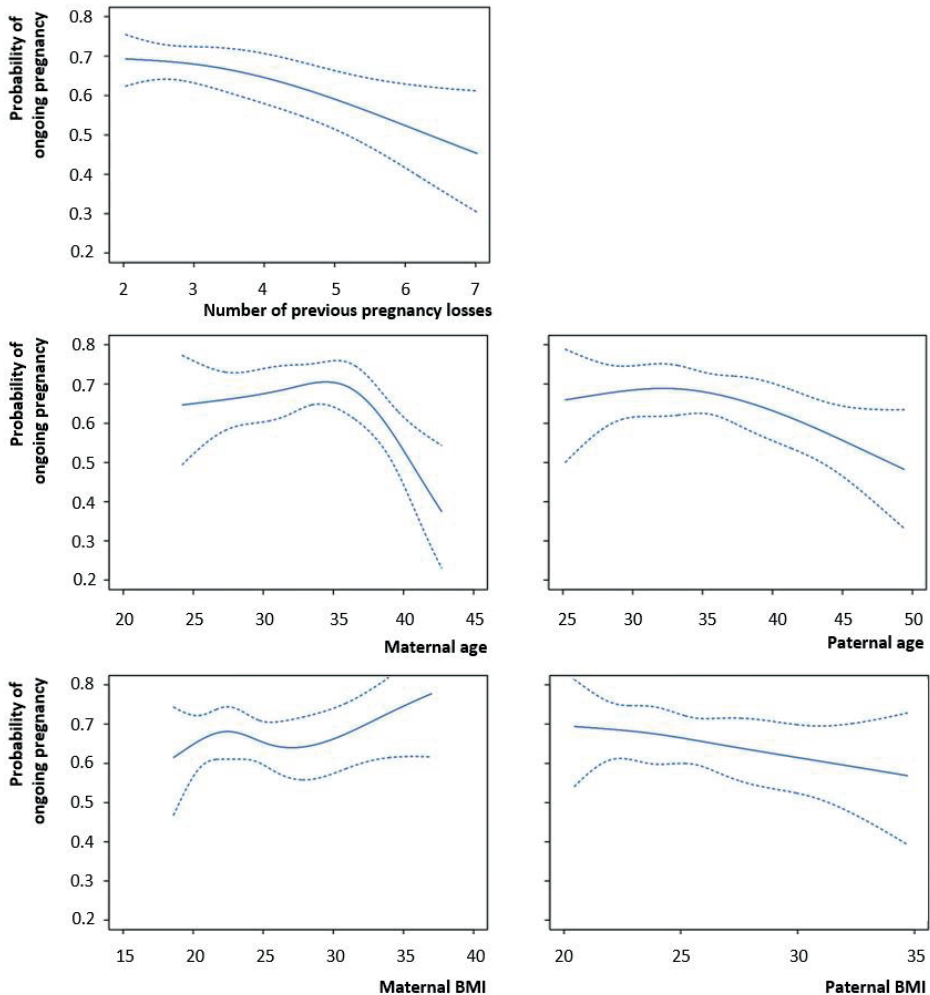 Probability of
ongoing pregnancy
0.8
0.7
0.6
0.5
0.4
0.3
0.2
2 3 4 5 6 7
Number of previous pregnancy losses
Probability of
ongoing pregnancy
0.8
0.7
0.6
0.5
0.4
0.3
0.2
20 25 30 35 40 45
Maternal age
25 30 35 40 45 50
Paternal age
Probability of
ongoing pregnancy
0.8
0.7
0.6
0.5
0.4
0.3
0.2
15 20 25 30 35 40
Maternal BMI
20 25 30 35
Paternal BMI